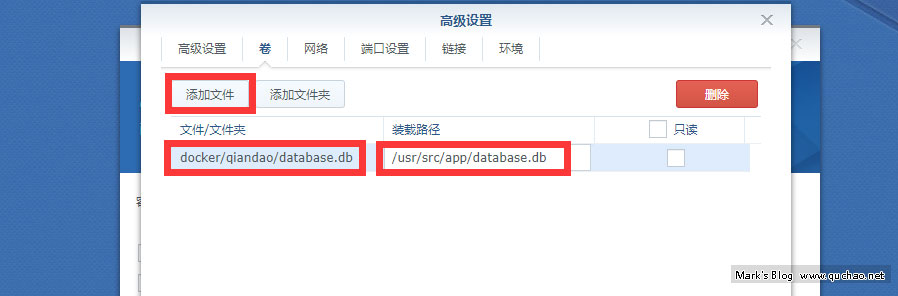 高级设置
高级设置 卷 网络 端口设置 链接 环境
添加文件 添加文件夹 删除
文件/文件夹 装载路径 只读
docker/qiandao/database.db /usr/src/app/database.db
Mark's Blog www.quchao.net